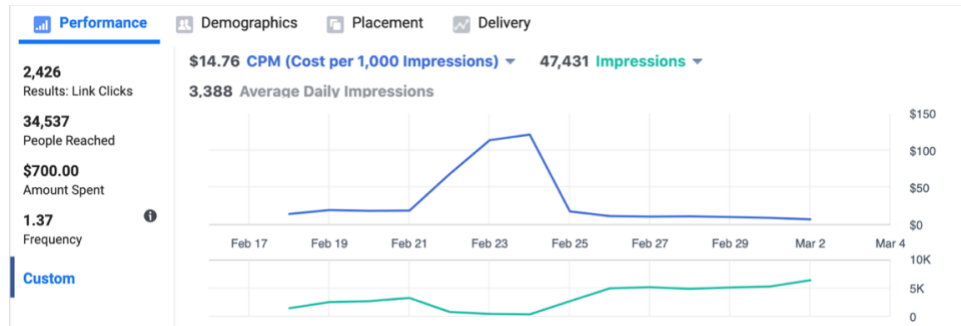 Performance Demographics Placement Delivery
2,426
Results: Link Clicks
34,537
People Reached
$700.00
Amount Spent
1.37
Frequency
Custom
$14.76 CPM (Cost per 1,000 Impressions) 47,431 Impressions
3,388 Average Daily Impressions
$150
$100
$50
$0
Feb 17 Feb 19 Feb 21 Feb 23 Feb 25 Feb 27 Feb 29 Mar 2 Mar 4
10K
5K
0